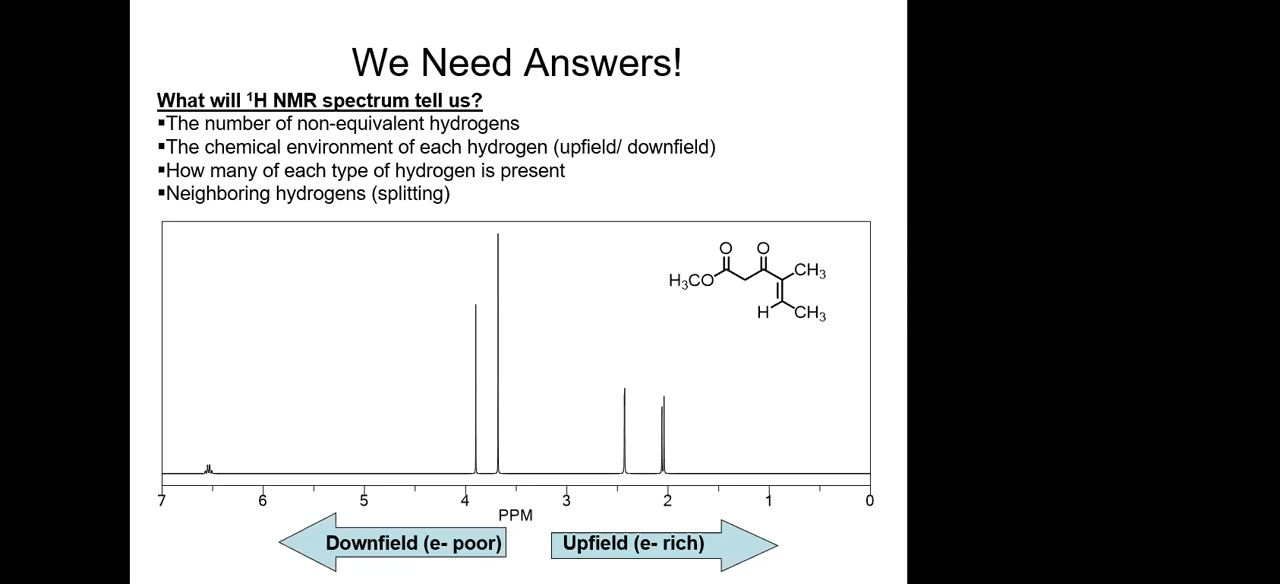 We Need Answers!
What will ¹H NMR spectrum tell us?
▪The number of non-equivalent hydrogens
▪The chemical environment of each hydrogen (upfield/ downfield)
▪How many of each type of hydrogen is present
▪Neighboring hydrogens (splitting)
O O
CH₃
H₃CO
H CH₃
7 6 5 4 3 2 1 0
PPM
Downfield (e- poor) Upfield (e- rich)